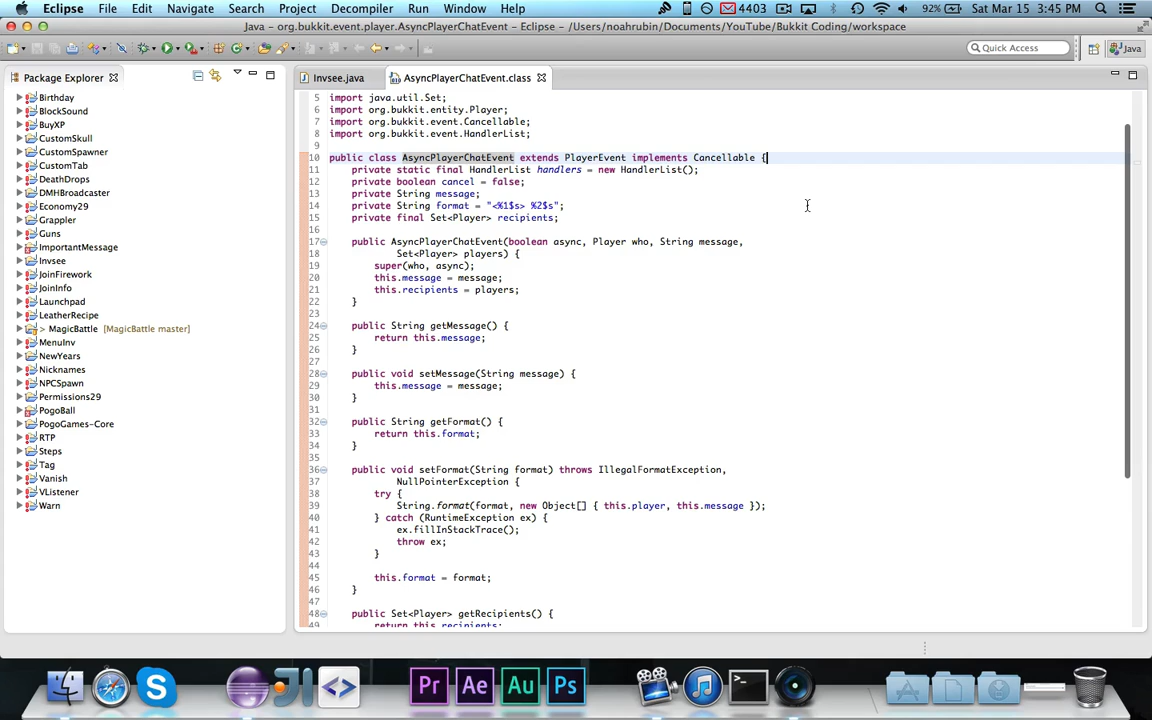 Eclipse File Edit Navigate Search Project Refactor Run Window Help 4403 92% Sat Mar 15 3:45 PM
Java – org.bukkit.event.player.AsyncPlayerChatEvent – Eclipse – /Users/noahrubin/Documents/YouTube/Bukkit Coding/workspace
Quick Access Java
Package Explorer
Birthday
BlockSound
BuyXP
CustomSkull
CustomSpawner
CustomTab
DeathDrops
DMHBroadcaster
Economy29
Grappler
Guns
ImportantMessage
Invsee
JoinFirework
JoinInfo
Launchpad
LeatherRecipe
> MagicBattle [MagicBattle master]
MenuInv
NewYears
Nicknames
NPCSpawn
Permissions29
PogoBall
PogoGames-Core
RTP
Steps
Tag
Vanish
VListener
Warn
Invsee.java AsyncPlayerChatEvent.class
5 import java.util.Set;
6 import org.bukkit.entity.Player;
7 import org.bukkit.event.Cancellable;
8 import org.bukkit.event.HandlerList;
9
10 public class AsyncPlayerChatEvent extends PlayerEvent implements Cancellable {
11 private static final HandlerList handlers = new HandlerList();
12 private boolean cancel = false;
13 private String message;
14 private String format = "<%1$s> %2$s";
15 private final Set<Player> recipients;
16
17 public AsyncPlayerChatEvent(boolean async, Player who, String message,
18 Set<Player> players) {
19 super(who, async);
20 this.message = message;
21 this.recipients = players;
22 }
23
24 public String getMessage() {
25 return this.message;
26 }
27
28 public void setMessage(String message) {
29 this.message = message;
30 }
31
32 public String getFormat() {
33 return this.format;
34 }
35
36 public void setFormat(String format) throws IllegalFormatException,
37 NullPointerException {
38 try {
39 String.format(format, new Object[] { this.player, this.message });
40 } catch (RuntimeException ex) {
41 ex.fillInStackTrace();
42 throw ex;
43 }
44
45 this.format = format;
46 }
47
48 public Set<Player> getRecipients() {
49 return this.recipients;
S
</> Pr Ae Au Ps >_